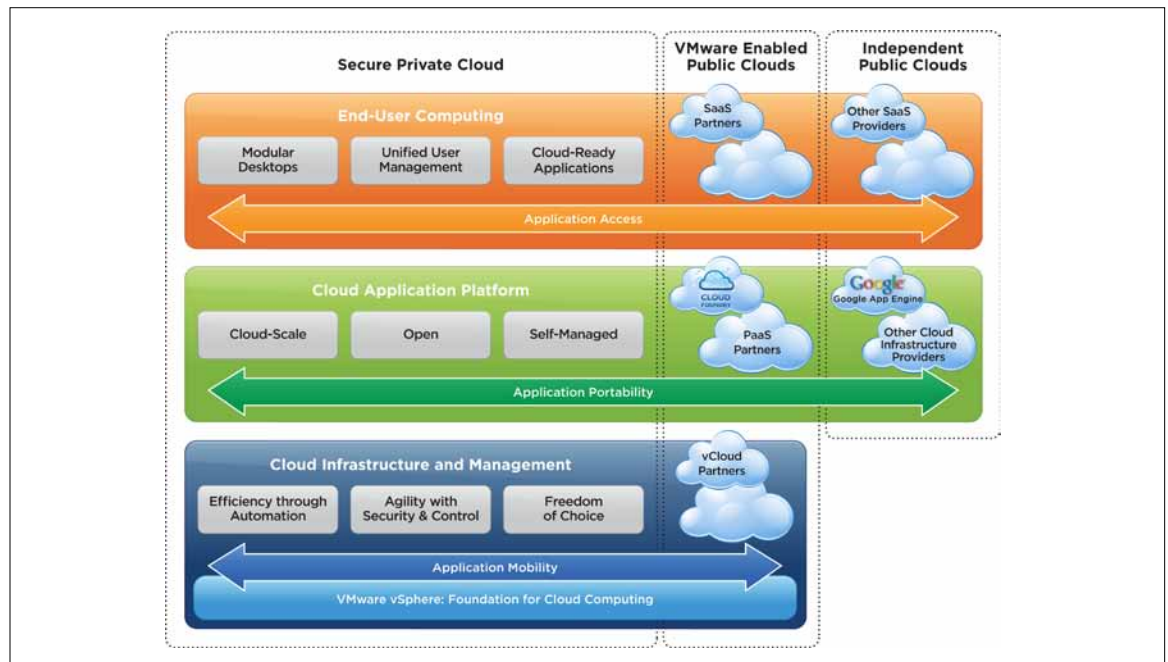 Secure Private Cloud
VMware Enabled
Public Clouds
Independent
Public Clouds
End-User Computing
SaaS
Partners
Other SaaS
Providers
Modular
Desktops
Unified User
Management
Cloud-Ready
Applications
Application Access
Cloud Application Platform
CLOUD
FOUNDRY
Google
Google App Engine
Cloud-Scale
Open
Self-Managed
PaaS
Partners
Other Cloud
Infrastructure
Providers
Application Portability
Cloud Infrastructure and Management
vCloud
Partners
Efficiency through
Automation
Agility with
Security & Control
Freedom
of Choice
Application Mobility
VMware vSphere: Foundation for Cloud Computing